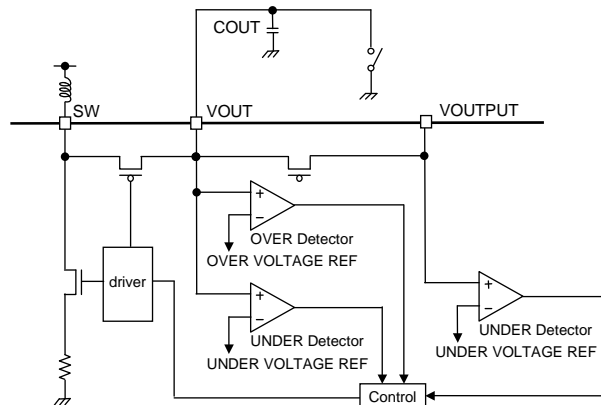 COUT
SW
VOUT
VOUTPUT
+
−
OVER Detector
OVER VOLTAGE REF
driver
+
−
UNDER Detector
UNDER VOLTAGE REF
+
−
UNDER Detector
UNDER VOLTAGE REF
Control